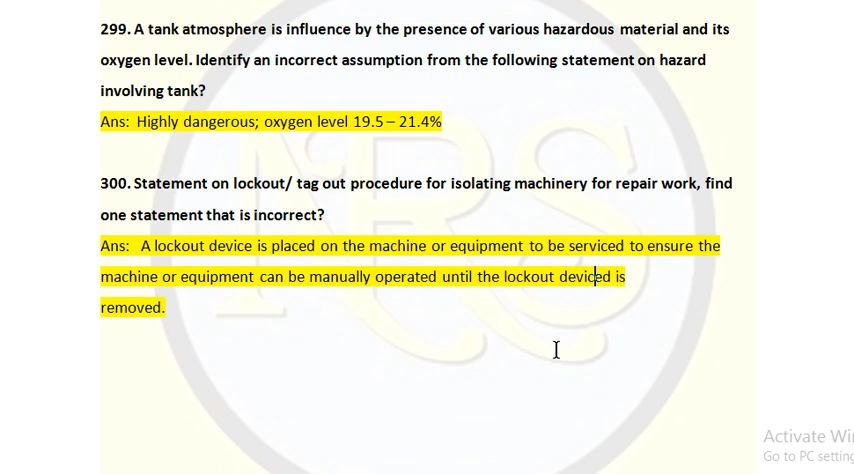 299. A tank atmosphere is influence by the presence of various hazardous material and its
oxygen level. Identify an incorrect assumption from the following statement on hazard
involving tank?
Ans: Highly dangerous; oxygen level 19.5 – 21.4%
300. Statement on lockout/ tag out procedure for isolating machinery for repair work, find
one statement that is incorrect?
Ans: A lockout device is placed on the machine or equipment to be serviced to ensure the
machine or equipment can be manually operated until the lockout deviced is
removed.
NRS
Activate Wi
Go to PC setting